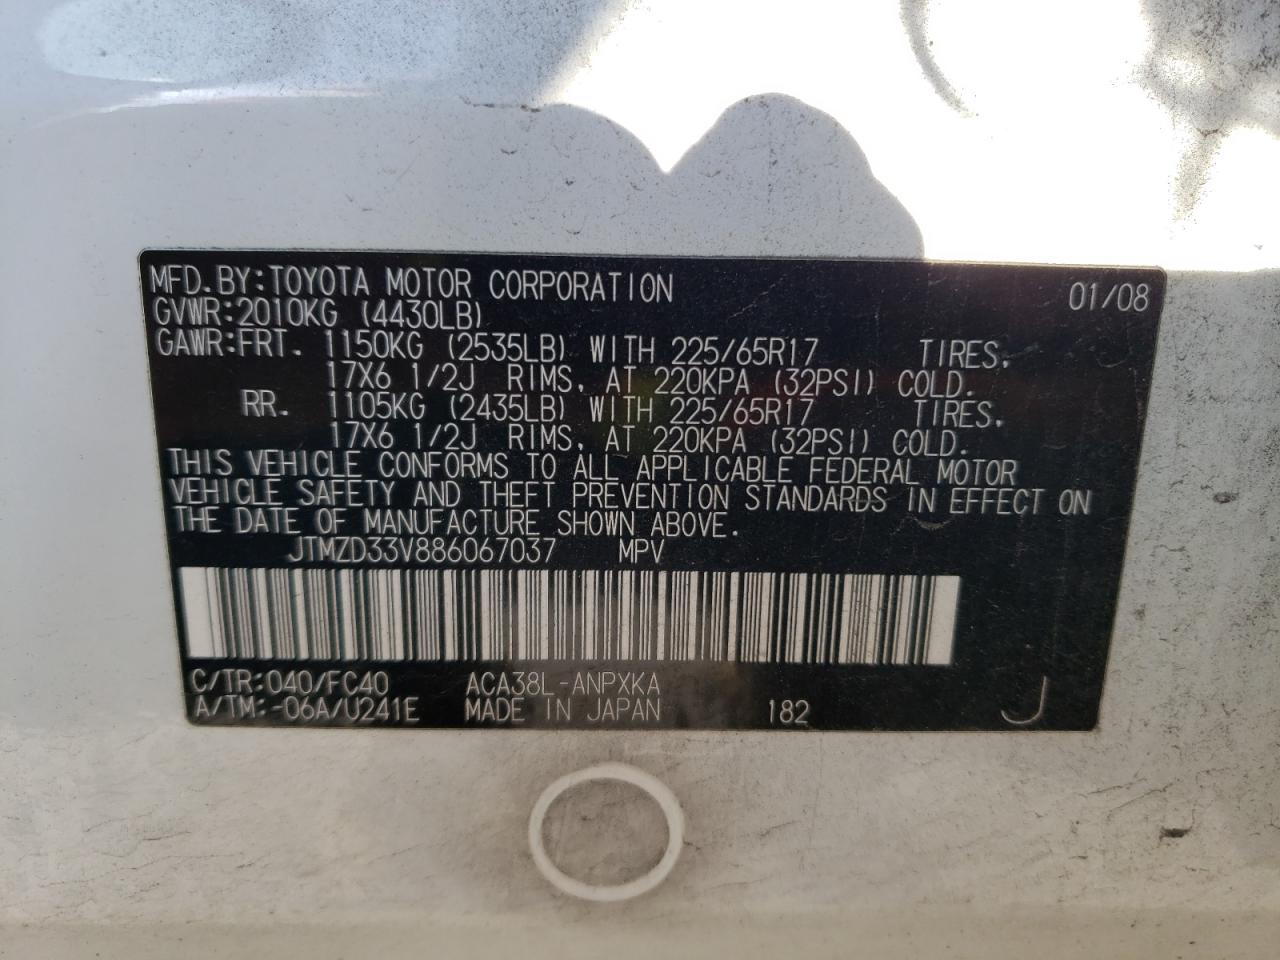 MFD.BY:TOYOTA MOTOR CORPORATION 01/08
GVWR:2010KG (4430LB)
GAWR:FRT. 1150KG (2535LB) WITH 225/65R17 TIRES,
17X6 1/2J RIMS, AT 220KPA (32PSI) COLD.
RR. 1105KG (2435LB) WITH 225/65R17 TIRES,
17X6 1/2J RIMS, AT 220KPA (32PSI) COLD.
THIS VEHICLE CONFORMS TO ALL APPLICABLE FEDERAL MOTOR
VEHICLE SAFETY AND THEFT PREVENTION STANDARDS IN EFFECT ON
THE DATE OF MANUFACTURE SHOWN ABOVE.
JTMZD33V886067037 MPV
C/TR:040/FC40 ACA38L-ANPXKA
A/TM:-06A/U241E MADE IN JAPAN 182 J